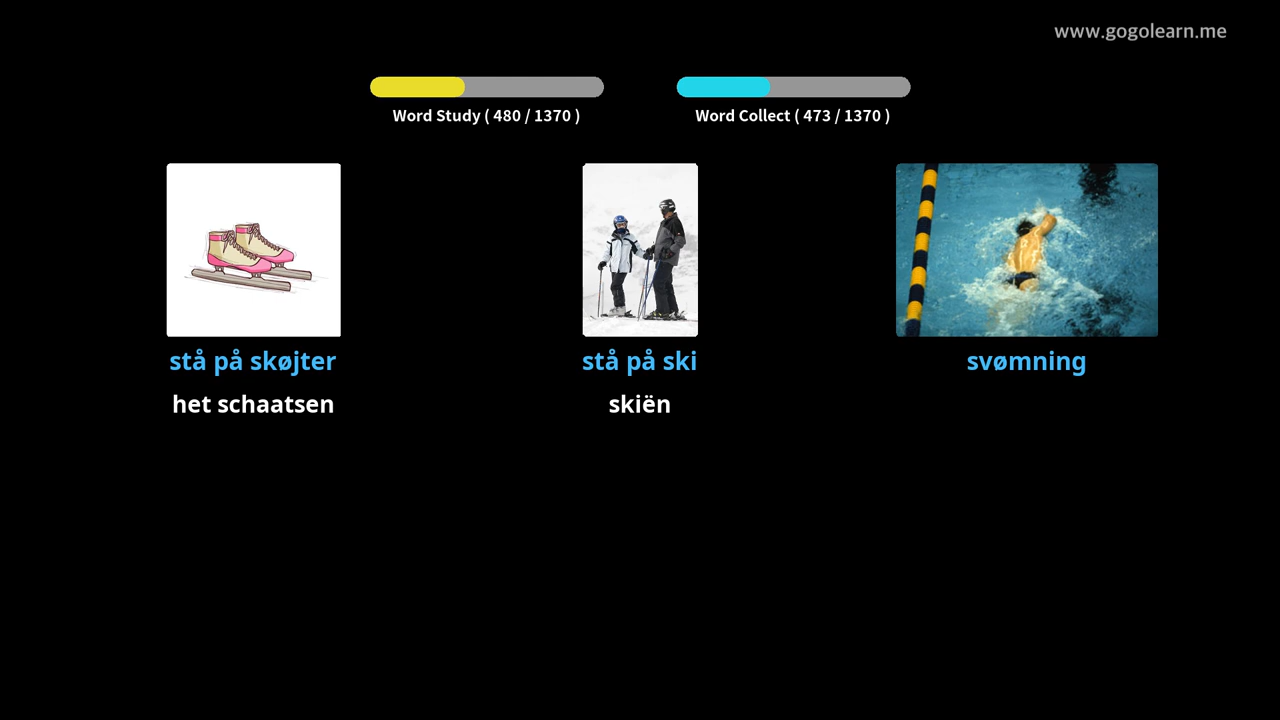 www.gogolearn.me
Word Study ( 480 / 1370 )
Word Collect ( 473 / 1370 )
stå på skøjter
stå på ski
svømning
het schaatsen
skiën